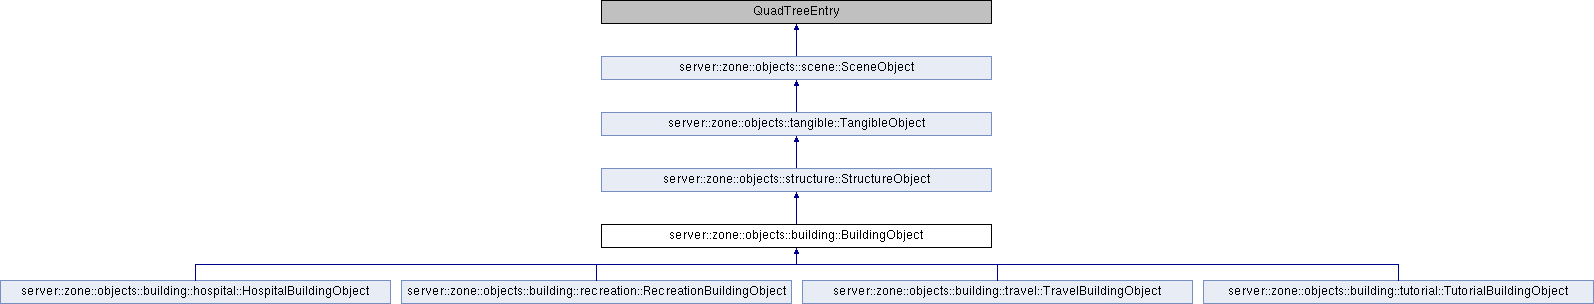 QuadTreeEntry
server::zone::objects::scene::SceneObject
server::zone::objects::tangible::TangibleObject
server::zone::objects::structure::StructureObject
server::zone::objects::building::BuildingObject
server::zone::objects::building::hospital::HospitalBuildingObject
server::zone::objects::building::recreation::RecreationBuildingObject
server::zone::objects::building::travel::TravelBuildingObject
server::zone::objects::building::tutorial::TutorialBuildingObject